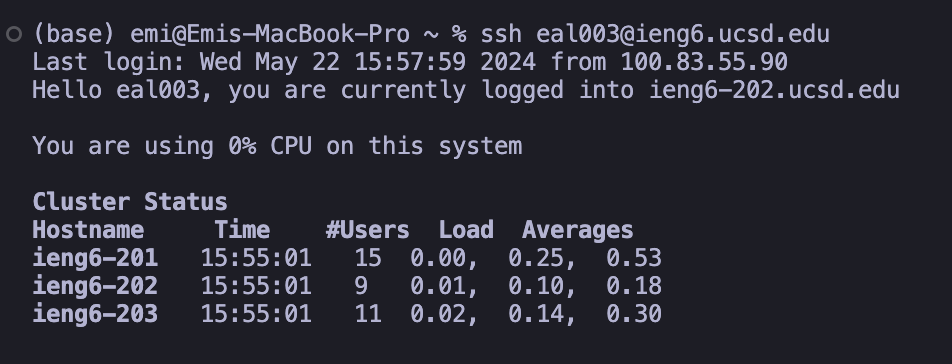 (base) emi@Emis-MacBook-Pro ~ % ssh eal003@ieng6.ucsd.edu
Last login: Wed May 22 15:57:59 2024 from 100.83.55.90
Hello eal003, you are currently logged into ieng6-202.ucsd.edu
You are using 0% CPU on this system
Cluster Status
Hostname     Time    #Users  Load  Averages
ieng6-201   15:55:01   15  0.00,  0.25,  0.53
ieng6-202   15:55:01   9   0.01,  0.10,  0.18
ieng6-203   15:55:01   11  0.02,  0.14,  0.30